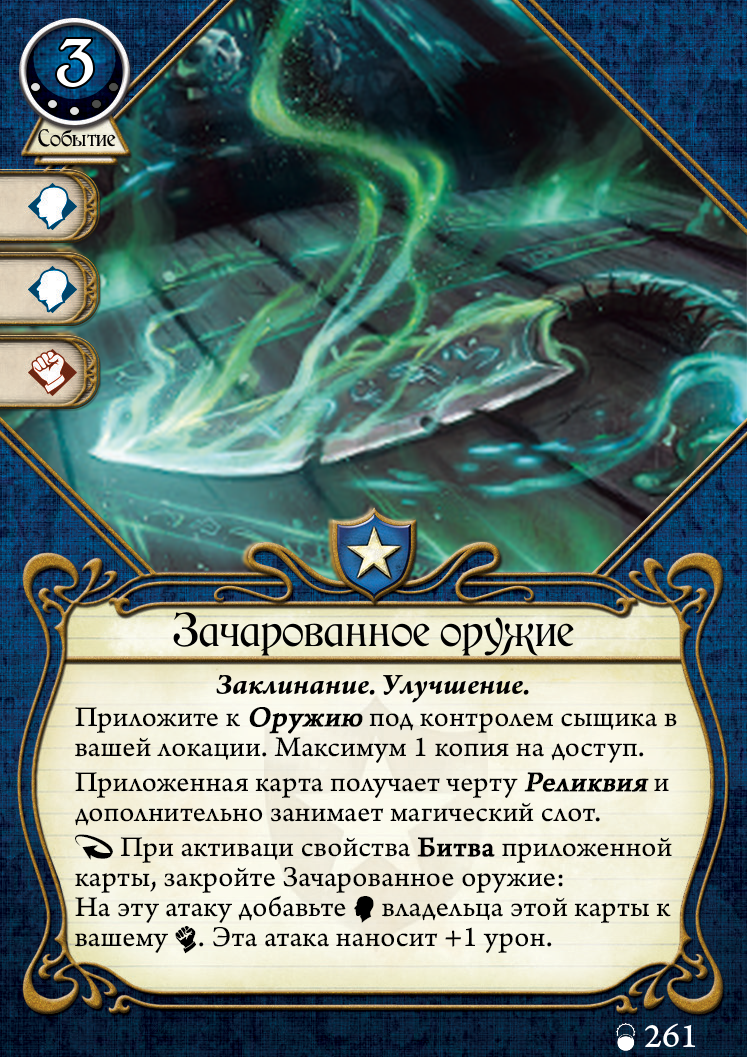 3
Событие
Зачарованное оружие
Заклинание. Улучшение.
Приложите к Оружию под контролем сыщика в
вашей локации. Максимум 1 копия на доступ.
Приложенная карта получает черту Реликвия и
дополнительно занимает магический слот.
При активаци свойства Битва приложенной
карты, закройте Зачарованное оружие:
На эту атаку добавьте владельца этой карты к
вашему . Эта атака наносит +1 урон.
261